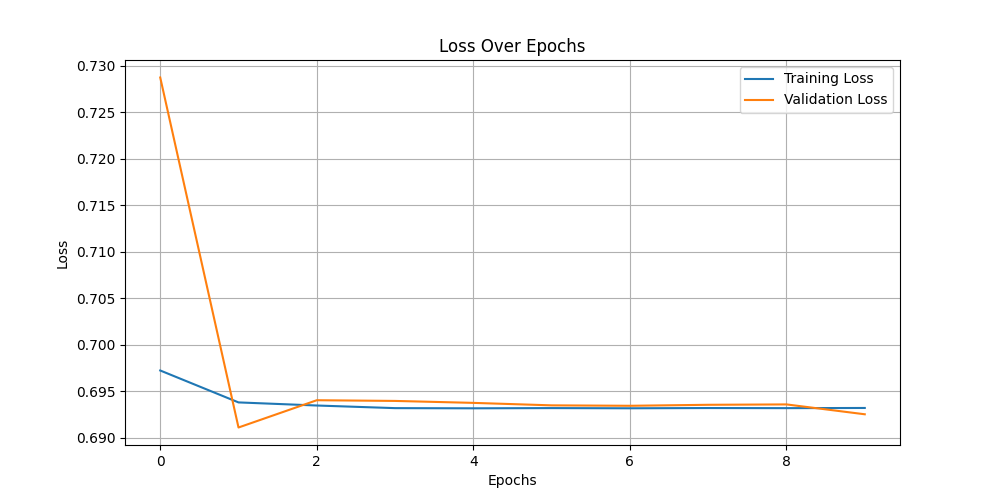 Loss Over Epochs
0.730
0.725
0.720
0.715
0.710
0.705
0.700
0.695
0.690
Loss
Training Loss
Validation Loss
0 2 4 6 8
Epochs